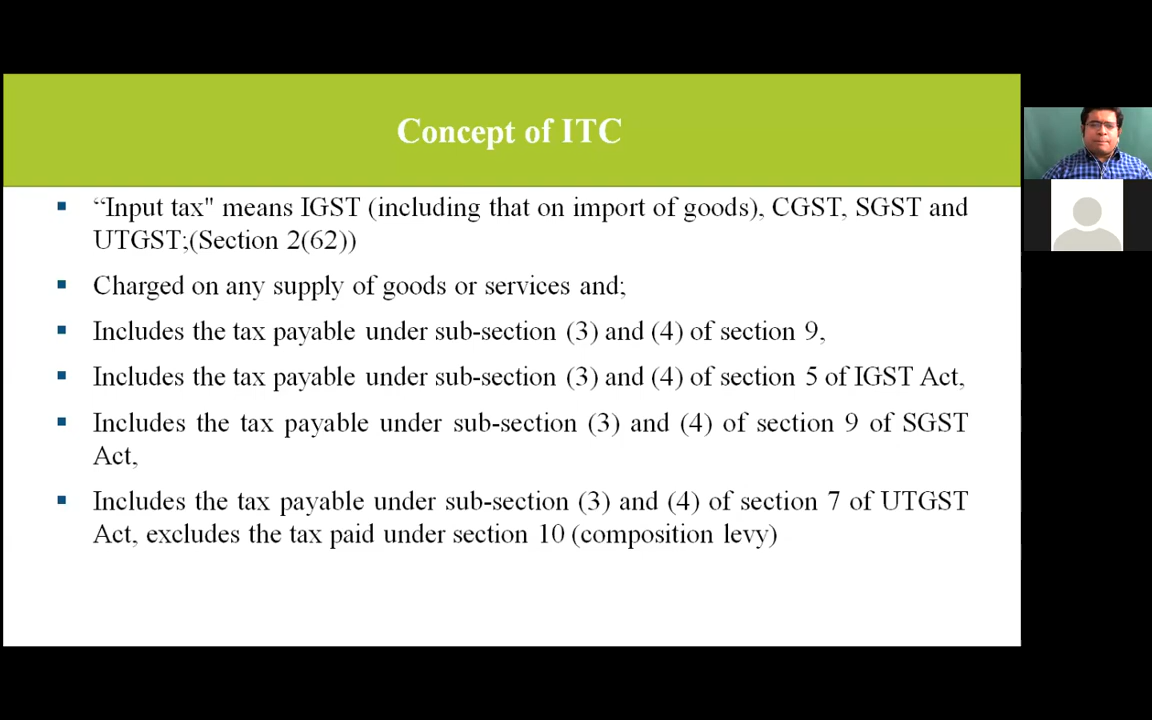 Concept of ITC
“Input tax" means IGST (including that on import of goods), CGST, SGST and
UTGST;(Section 2(62))
Charged on any supply of goods or services and;
Includes the tax payable under sub-section (3) and (4) of section 9,
Includes the tax payable under sub-section (3) and (4) of section 5 of IGST Act,
Includes the tax payable under sub-section (3) and (4) of section 9 of SGST
Act,
Includes the tax payable under sub-section (3) and (4) of section 7 of UTGST
Act, excludes the tax paid under section 10 (composition levy)